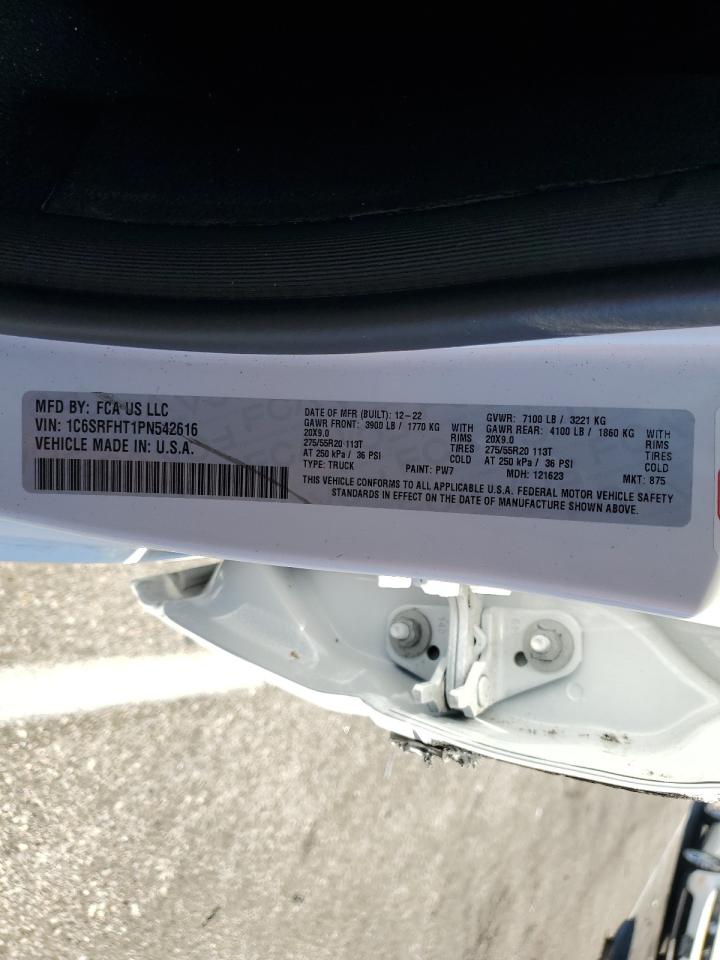 MFD BY: FCA US LLC
VIN: 1C6SRFHT1PN542616
VEHICLE MADE IN: U.S.A.
DATE OF MFR (BUILT): 12-22 GVWR: 7100 LB / 3221 KG
GAWR FRONT: 3900 LB / 1770 KG WITH GAWR REAR: 4100 LB / 1860 KG WITH
20X9.0 RIMS 20X9.0 RIMS
275/55R20 113T TIRES 275/55R20 113T TIRES
AT 250 kPa / 36 PSI COLD AT 250 kPa / 36 PSI COLD
TYPE: TRUCK PAINT: PW7 MDH: 121623 MKT: 875
THIS VEHICLE CONFORMS TO ALL APPLICABLE U.S.A. FEDERAL MOTOR VEHICLE SAFETY
STANDARDS IN EFFECT ON THE DATE OF MANUFACTURE SHOWN ABOVE.